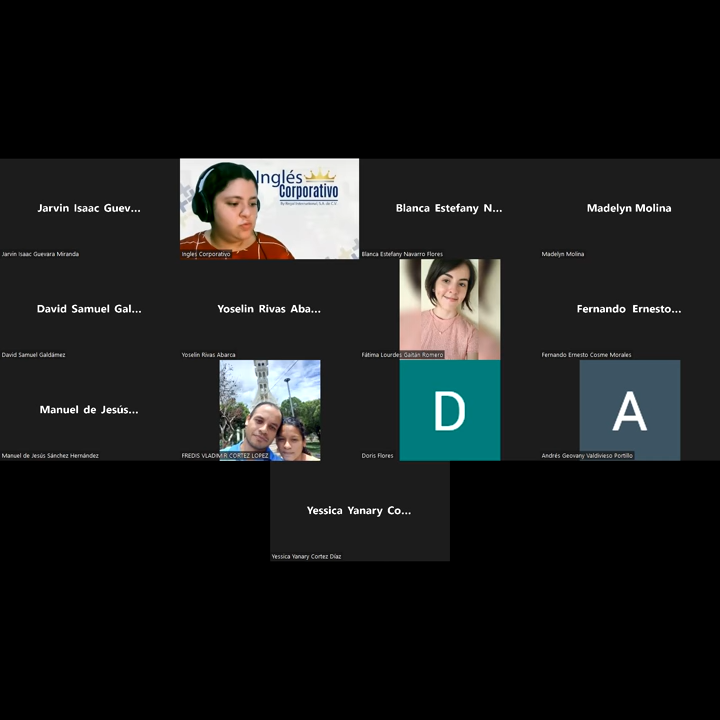 Jarvin Isaac Guev...
Jarvin Isaac Guevara Miranda
Inglés
Corporativo
Ingles Corporativo
Blanca Estefany N...
Blanca Estefany Navarro Flores
Madelyn Molina
Madelyn Molina
David Samuel Gal...
David Samuel Galdámez
Yoselin Rivas Aba...
Yoselin Rivas Abarca
Fátima Lourdes Gaitán Romero
Fernando Ernesto...
Fernando Ernesto Cosme Morales
Manuel de Jesús...
Manuel de Jesús Sánchez Hernández
FREDIS VLADIMIR CORTEZ LOPEZ
D
Doris Flores
A
Andrés Geovany Valdivieso Portillo
Yessica Yanary Co...
Yessica Yanary Cortez Díaz